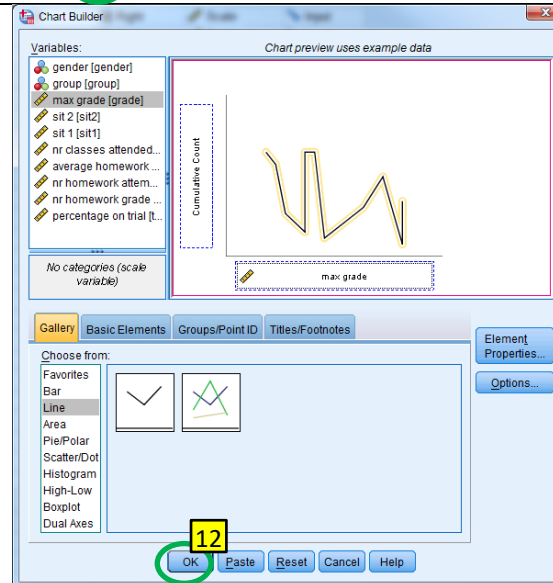 Chart Builder
Variables:
Chart preview uses example data
gender [gender]
group [group]
max grade [grade]
sit 2 [sit2]
sit 1 [sit1]
nr classes attended...
average homework ...
nr homework attem...
nr homework grade ...
percentage on trial [t...
No categories (scale
variable)
Cumulative Count
max grade
Gallery
Basic Elements
Groups/Point ID
Titles/Footnotes
Element
Properties...
Options...
Choose from:
Favorites
Bar
Line
Area
Pie/Polar
Scatter/Dot
Histogram
High-Low
Boxplot
Dual Axes
12
OK Paste Reset Cancel Help